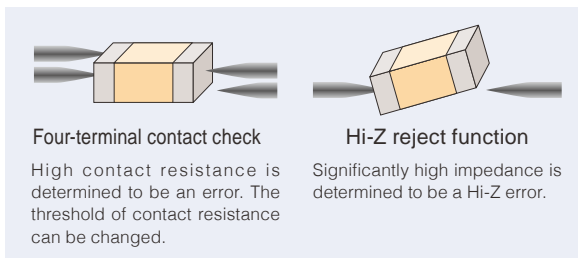 Four-terminal contact check
High contact resistance is
determined to be an error. The
threshold of contact resistance
can be changed.
Hi-Z reject function
Significantly high impedance is
determined to be a Hi-Z error.